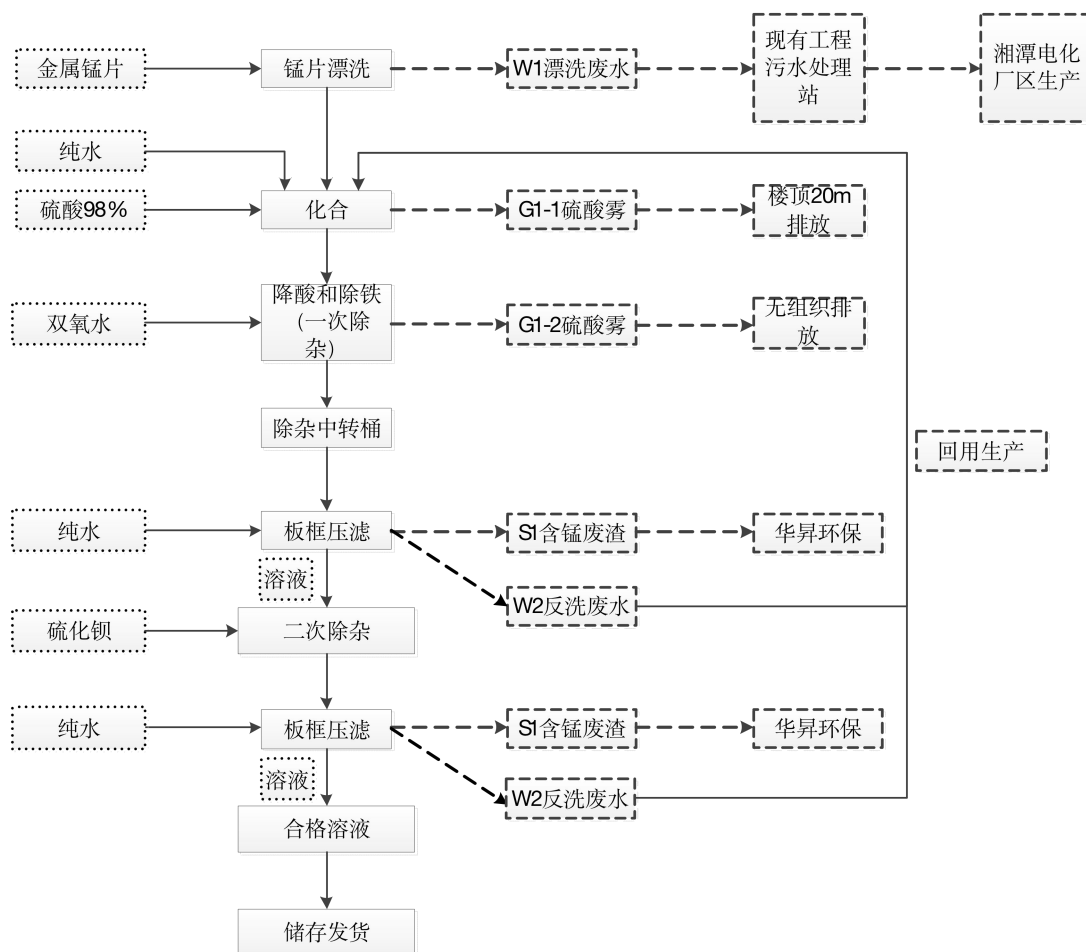 金属锰片
锰片漂洗
W1漂洗废水
现有工程
污水处理
站
湘潭电化
厂区生产
纯水
硫酸98%
化合
G1-1硫酸雾
楼顶20m
排放
双氧水
降酸和除铁
(一次除
杂)
G1-2硫酸雾
无组织排
放
除杂中转桶
回用生产
纯水
板框压滤
S1含锰废渣
华昇环保
溶液
W2反洗废水
硫化钡
二次除杂
纯水
板框压滤
S1含锰废渣
华昇环保
溶液
W2反洗废水
合格溶液
储存发货